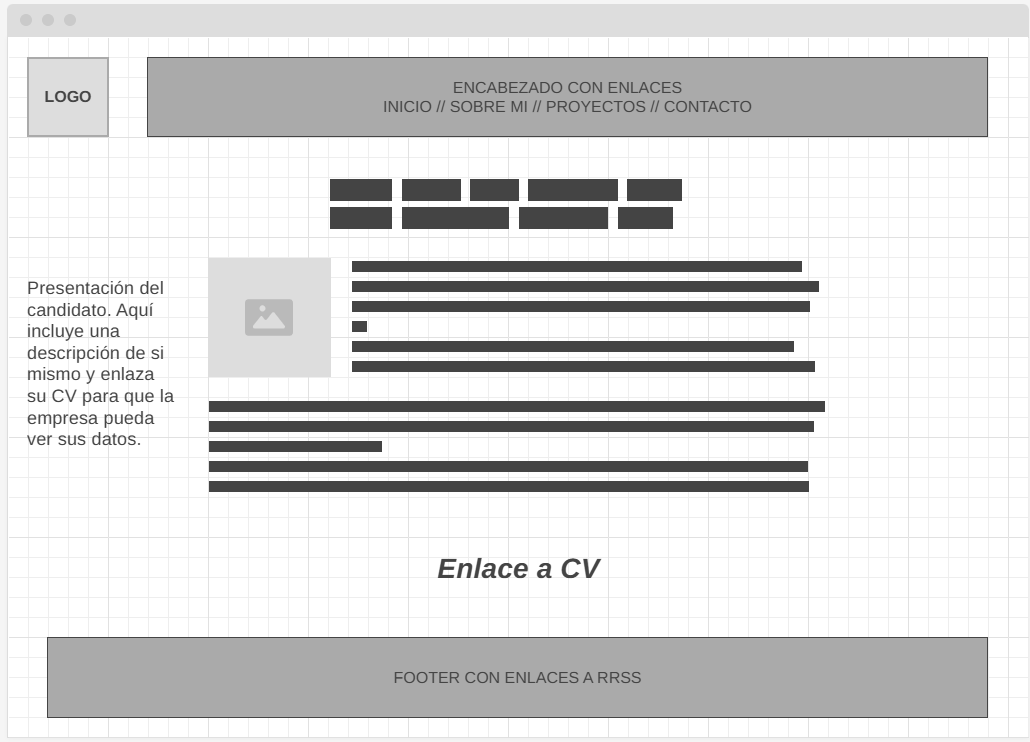 LOGO
ENCABEZADO CON ENLACES
INICIO // SOBRE MI // PROYECTOS // CONTACTO
Presentación del
candidato. Aquí
incluye una
descripción de si
mismo y enlaza
su CV para que la
empresa pueda
ver sus datos.
Enlace a CV
FOOTER CON ENLACES A RRSS